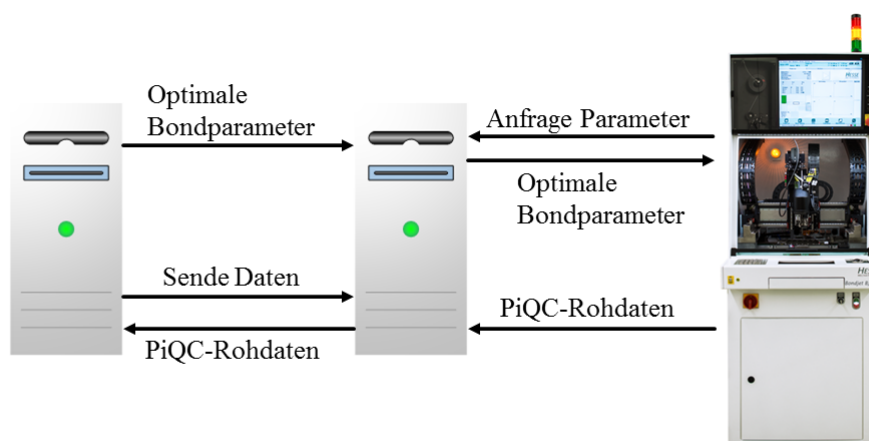 Optimale
Bondparameter
Anfrage Parameter
Optimale
Bondparameter
Sende Daten
PiQC-Rohdaten
PiQC-Rohdaten